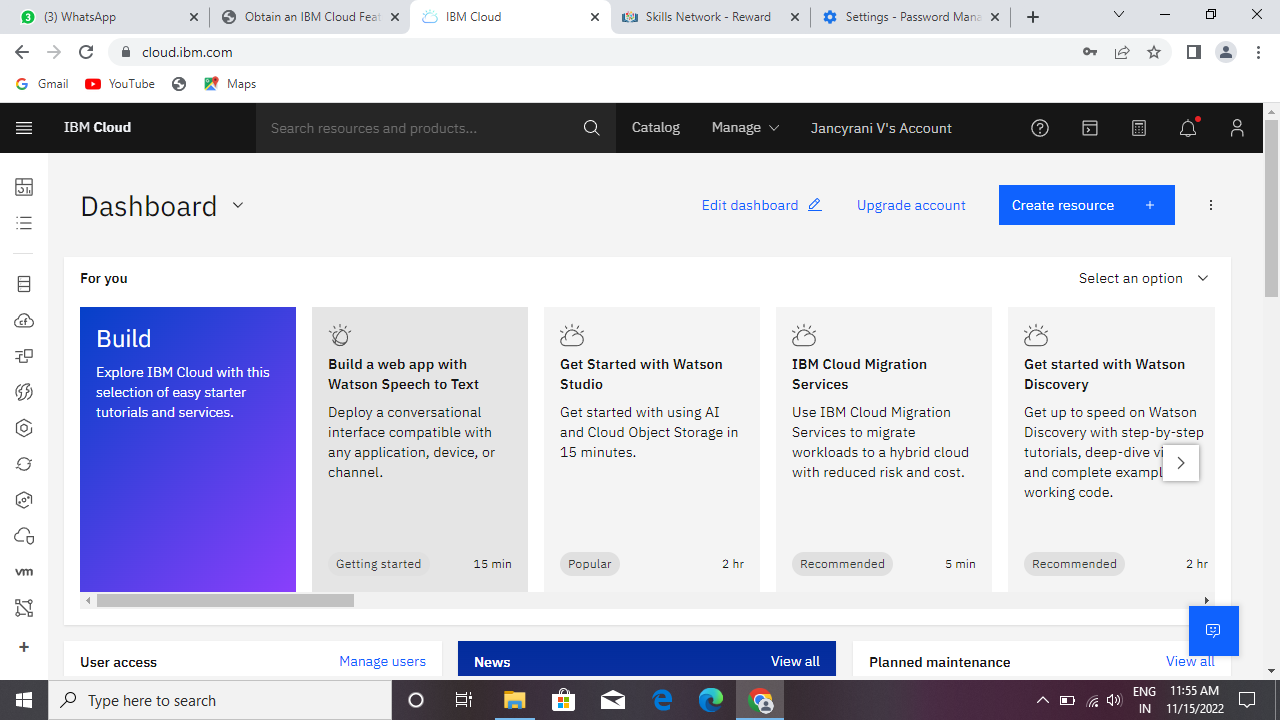 3
(3) WhatsApp
Obtain an IBM Cloud Feat
IBM Cloud
Skills Network - Reward
Settings - Password Mana
cloud.ibm.com
Gmail
YouTube
Maps
IBM Cloud
Search resources and products...
Catalog
Manage
Jancyrani V's Account
Dashboard
Edit dashboard
Upgrade account
Create resource +
For you
Select an option
Build
Explore IBM Cloud with this
selection of easy starter
tutorials and services.
Build a web app with
Watson Speech to Text
Deploy a conversational
interface compatible with
any application, device, or
channel.
Getting started
15 min
Get Started with Watson
Studio
Get started with using AI
and Cloud Object Storage in
15 minutes.
Popular
2 hr
IBM Cloud Migration
Services
Use IBM Cloud Migration
Services to migrate
workloads to a hybrid cloud
with reduced risk and cost.
Recommended
5 min
Get started with Watson
Discovery
Get up to speed on Watson
Discovery with step-by-step
tutorials, deep-dive
and complete
working code.
Recommended
2 hr
cf
vm
User access
Manage users
News
View all
Planned maintenance
View all
Type here to search
ENG
IN
11:55 AM
11/15/2022